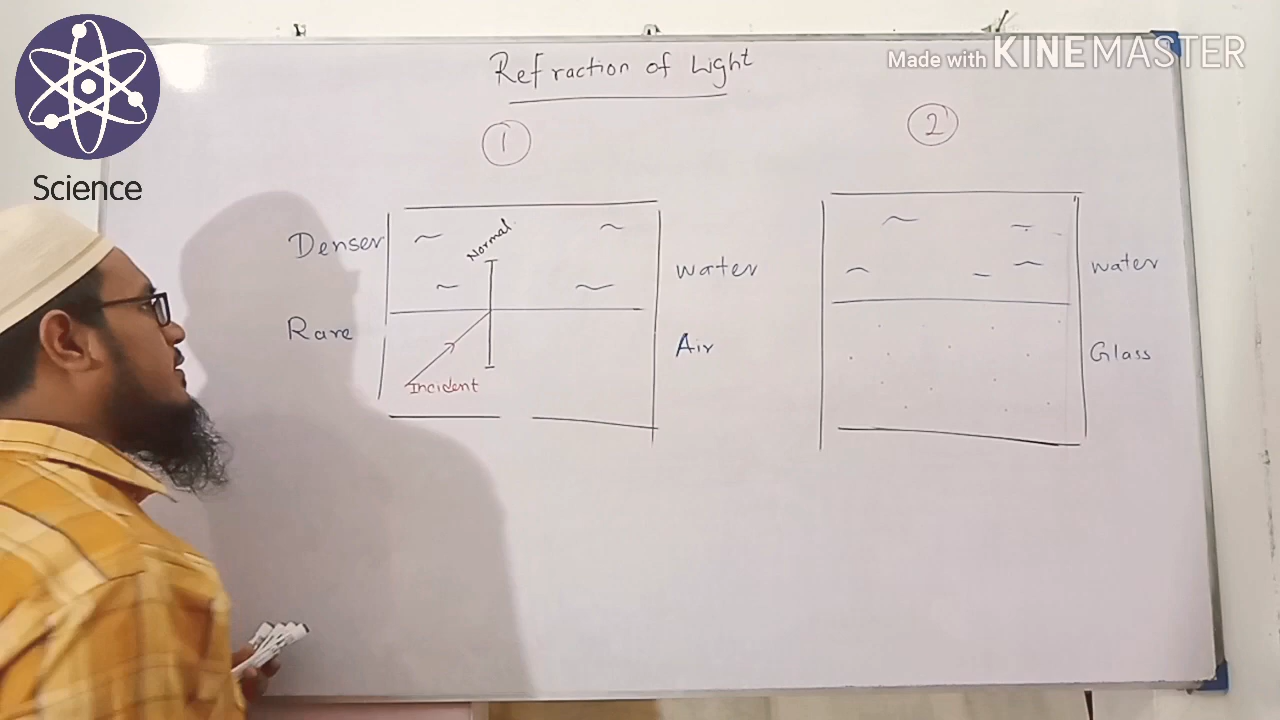 Science
Made with KINEMASTER
Refraction of Light
1
2
Denser
Normal
water
Rare
Air
Incident
water
Glass